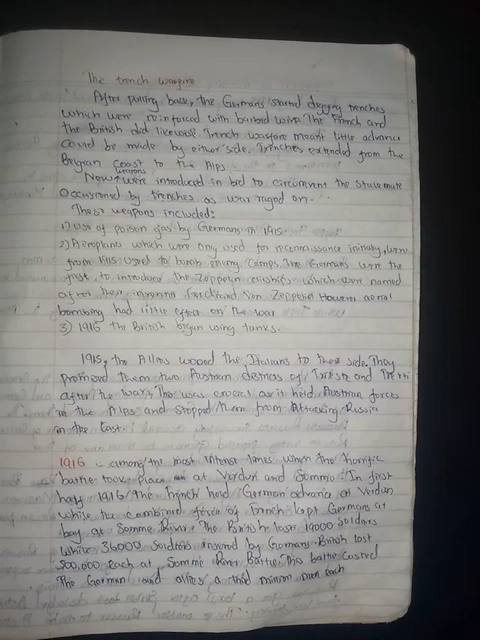 The trench warfare
After pulling back, the Germans started digging trenches
which were reinforced with barbed wire. The French and
the British did likewise. Trench warfare meant little advance
could be made by either side. Trenches extended from the
Belgian coast to the Alps
New weapons were introduced in bid to circumvent the stalemate
Occasioned by trenches as war raged on.
These weapons included:
1) use of poison gas by Germans in 1915
2) Aeroplans which were only used for reconnaissance initially, were
from 1915 used to bomb enemy camps. The Germans were the
first to introduce the Zeppelin airships which were named
after their inventor Ferdinand Von Zeppelin However aerial
bombing had little effect on the war
3) 1916 the British began using tanks.
1915, the Allies wooed the Italians to their side. They
promised them two Austrian districts of Trieste and
after the war. This was crucial as it held Austrian forces
in the Alps and stopped them from Attacking Russia
in the East.
1916 is among the most intense times when the horrific
battle took place at Verdun and Somme. In first
half 1916 the French held German advance at Verdun
while the combined force of French kept Germans at
bay at Somme River. The British lost 19000 soldiers
while 36000 soldiers injured by Germans. British lost
500,000 each at Somme River Battle. The battle costed
The German and allies a third million men each